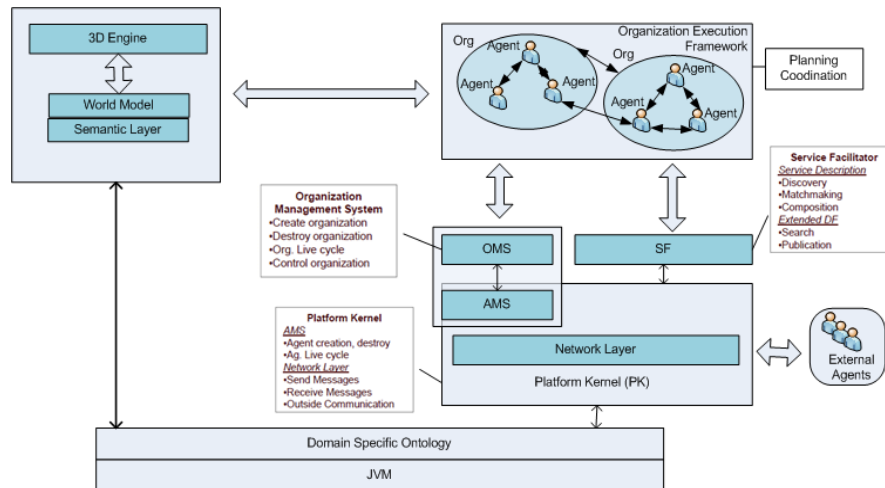 3D Engine
World Model
Semantic Layer
Organization Execution
Framework
Org
Agent
Org
Agent
Agent
Agent
Agent
Agent
Planning
Coodination
Organization
Management System
•Create organization
•Destroy organization
•Org. Live cycle
•Control organization
Service Facilitator
Service Description
•Discovery
•Matchmaking
•Composition
Extended DF
•Search
•Publication
OMS
SF
AMS
Platform Kernel
AMS
•Agent creation, destroy
•Ag. Live cycle
Network Layer
•Send Messages
•Receive Messages
•Outside Communication
Network Layer
Platform Kernel (PK)
External
Agents
Domain Specific Ontology
JVM